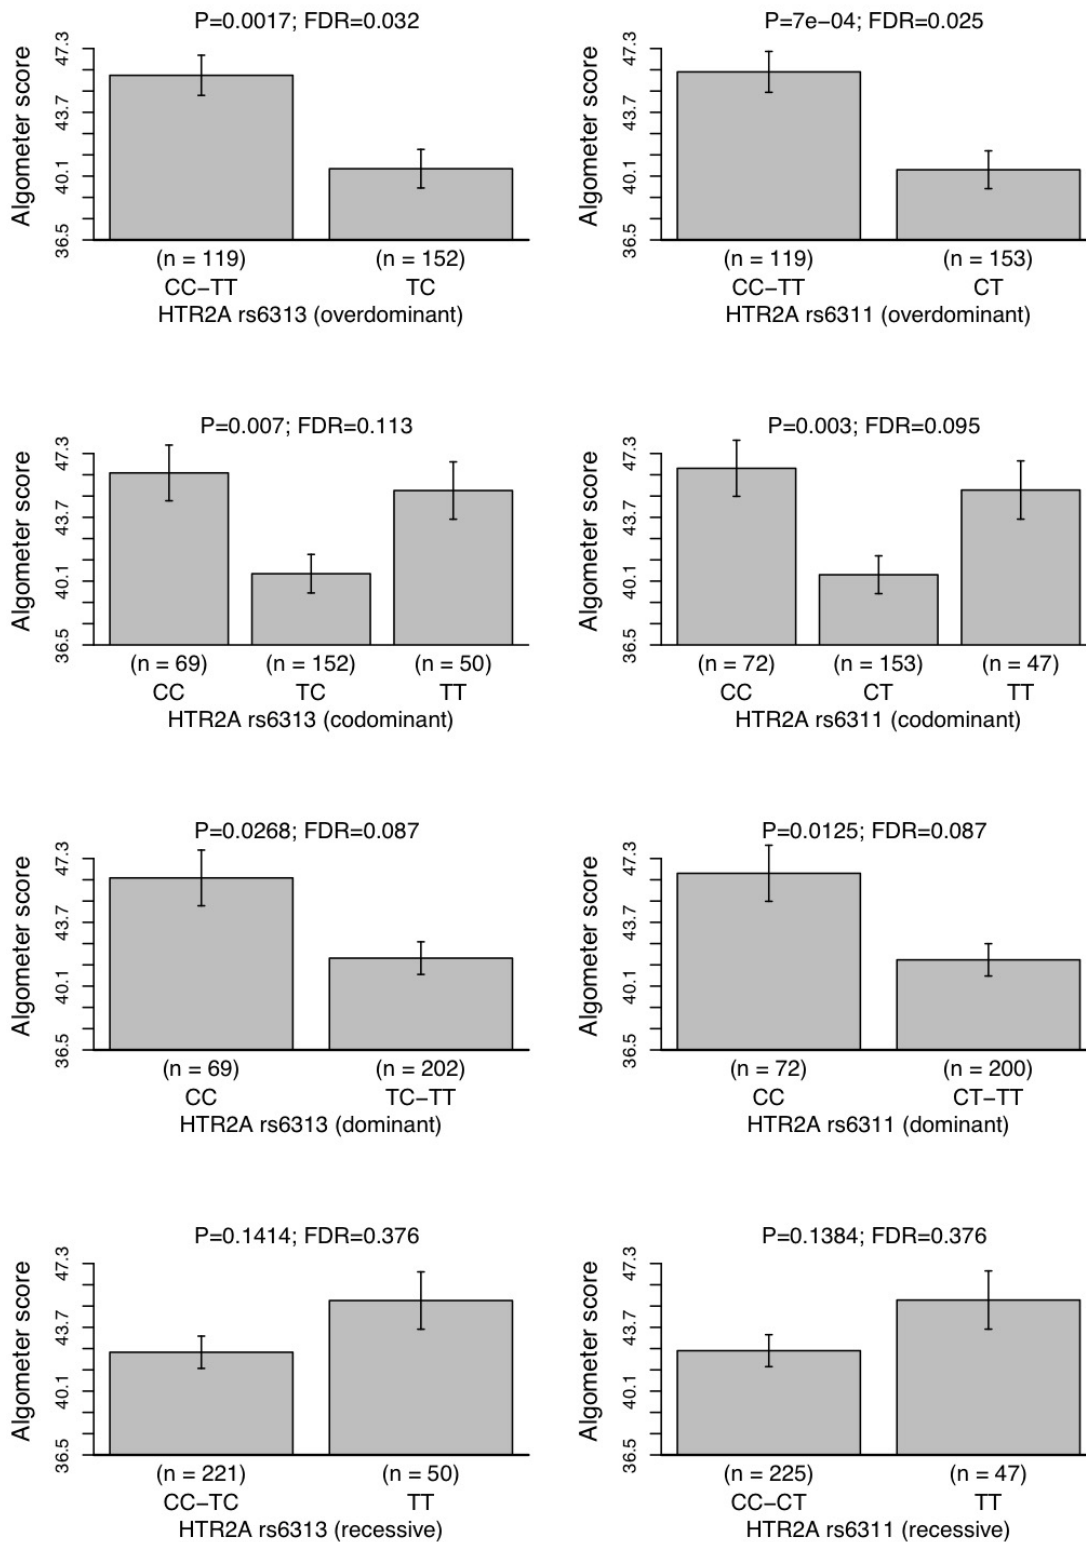 P=0.0017; FDR=0.032
Algometer score
47.3
43.7
40.1
36.5
(n = 119) (n = 152)
CC−TT TC
HTR2A rs6313 (overdominant)
P=7e−04; FDR=0.025
Algometer score
47.3
43.7
40.1
36.5
(n = 119) (n = 153)
CC−TT CT
HTR2A rs6311 (overdominant)
P=0.007; FDR=0.113
Algometer score
47.3
43.7
40.1
36.5
(n = 69) (n = 152) (n = 50)
CC TC TT
HTR2A rs6313 (codominant)
P=0.003; FDR=0.095
Algometer score
47.3
43.7
40.1
36.5
(n = 72) (n = 153) (n = 47)
CC CT TT
HTR2A rs6311 (codominant)
P=0.0268; FDR=0.087
Algometer score
47.3
43.7
40.1
36.5
(n = 69) (n = 202)
CC TC−TT
HTR2A rs6313 (dominant)
P=0.0125; FDR=0.087
Algometer score
47.3
43.7
40.1
36.5
(n = 72) (n = 200)
CC CT−TT
HTR2A rs6311 (dominant)
P=0.1414; FDR=0.376
Algometer score
47.3
43.7
40.1
36.5
(n = 221) (n = 50)
CC−TC TT
HTR2A rs6313 (recessive)
P=0.1384; FDR=0.376
Algometer score
47.3
43.7
40.1
36.5
(n = 225) (n = 47)
CC−CT TT
HTR2A rs6311 (recessive)